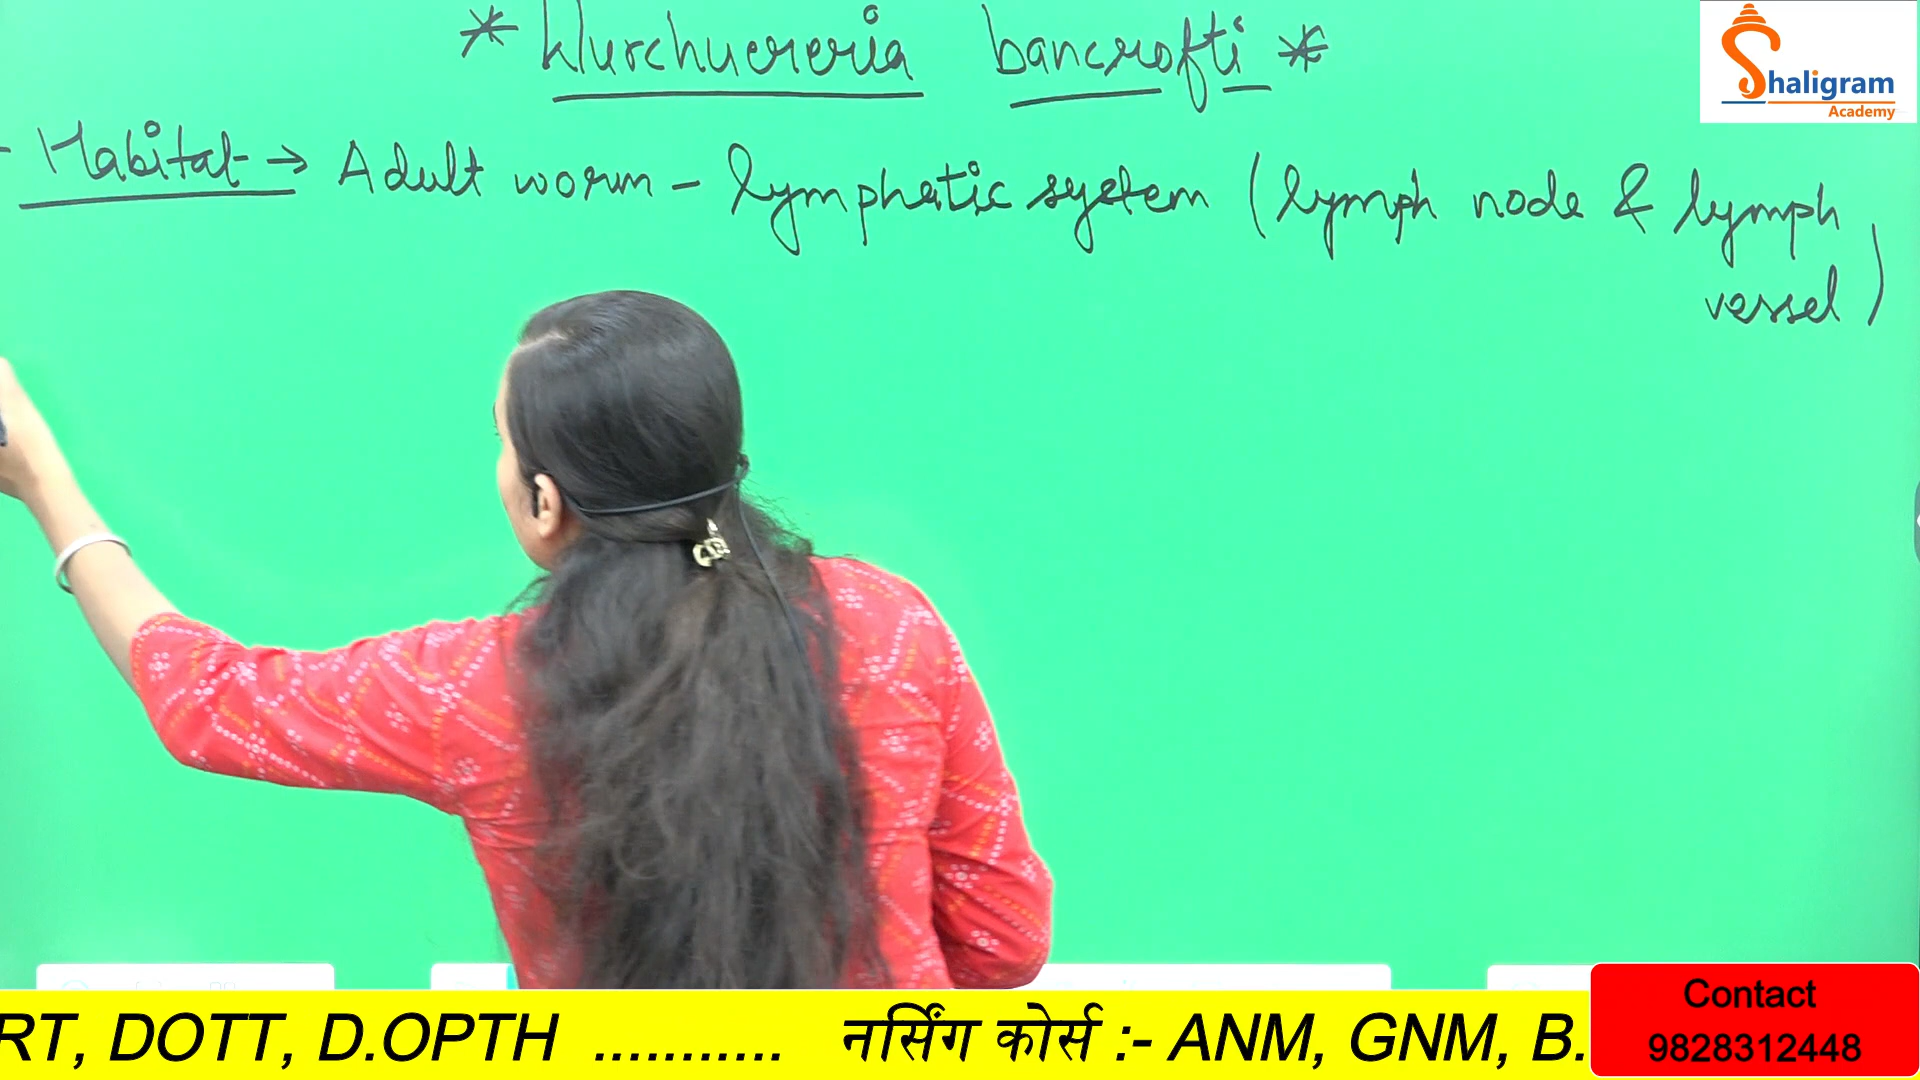 * Wurchuereria bancrofti *
- Habitat → Adult worm - lymphatic system (lymph node & lymph
vessel)
Shaligram
Academy
RT, DOTT, D.OPTH ........... नर्सिंग कोर्स :- ANM, GNM, B.
Contact
9828312448